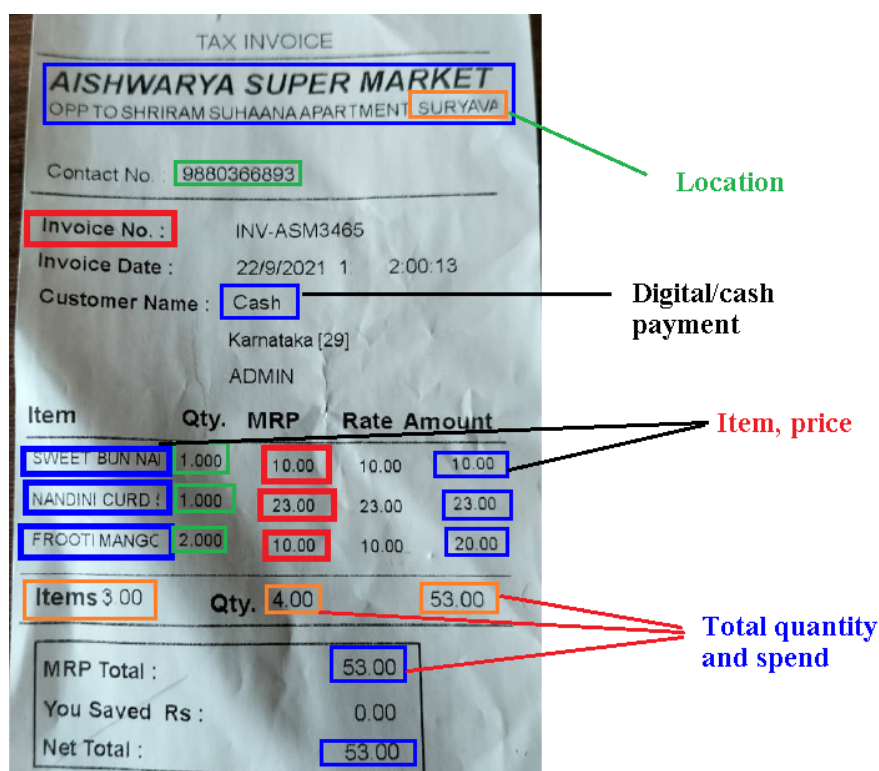 TAX INVOICE
AISHWARYA SUPER MARKET
OPP TO SHRIRAM SUHAANA APARTMENT SURYAVA
Contact No. : 9880366893
Location
Invoice No. : INV-ASM3465
Invoice Date : 22/9/2021 1: 2:00:13
Customer Name : Cash
Digital/cash
payment
Karnataka [29]
ADMIN
Item Qty. MRP Rate Amount
Item, price
SWEET BUN NAI 1.000 10.00 10.00 10.00
NANDINI CURD 1.000 23.00 23.00 23.00
FROOTI MANGC 2.000 10.00 10.00 20.00
Items 3.00 Qty. 4.00 53.00
Total quantity
and spend
MRP Total : 53.00
You Saved Rs : 0.00
Net Total : 53.00